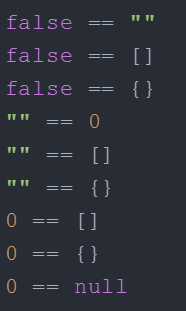 false == ""
false == []
false == {}
"" == 0
"" == []
"" == {}
0 == []
0 == {}
0 == null